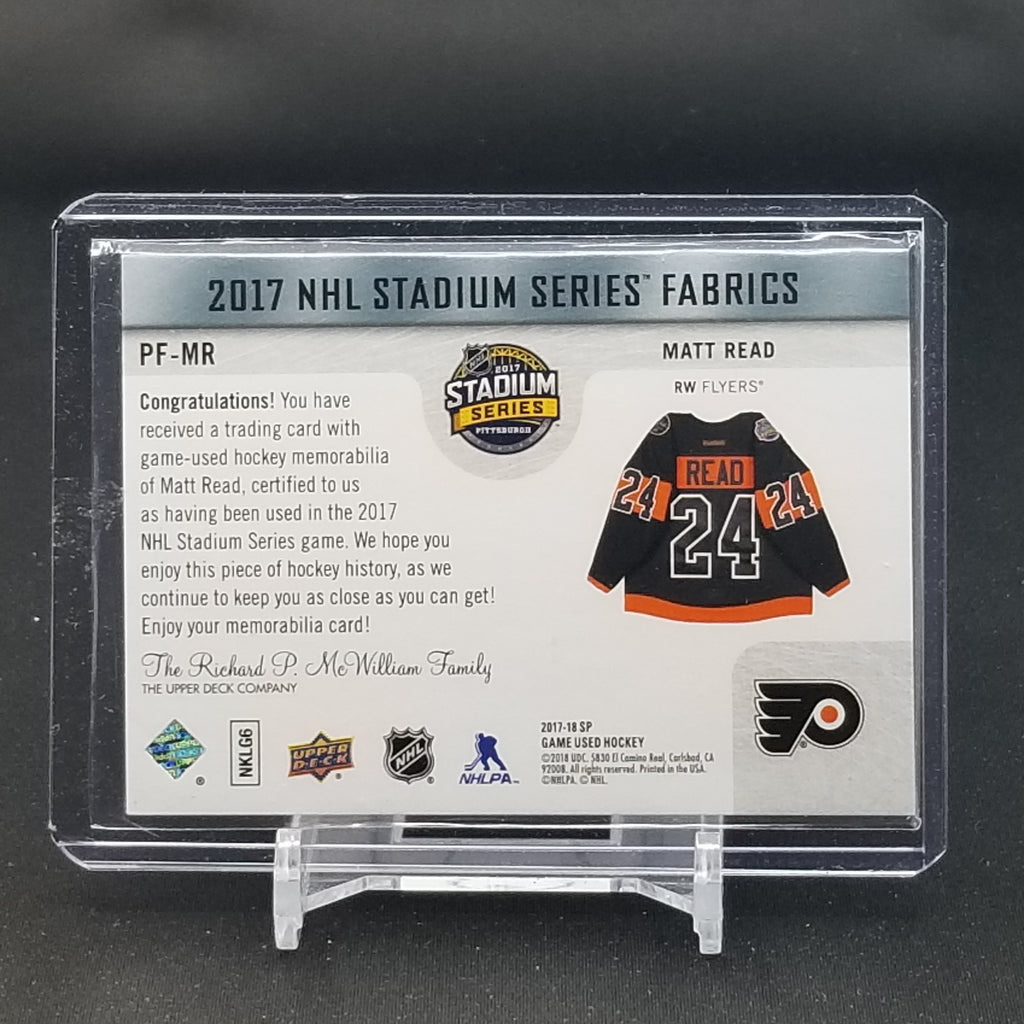 2017 NHL STADIUM SERIES™ FABRICS
PF-MR
NHL
2017
STADIUM
SERIES
PITTSBURGH
MATT READ
RW FLYERS®
Congratulations! You have
received a trading card with
game-used hockey memorabilia
of Matt Read, certified to us
as having been used in the 2017
NHL Stadium Series game. We hope you
enjoy this piece of hockey history, as we
continue to keep you as close as you can get!
Enjoy your memorabilia card!
READ
24
24
24
The Richard P. McWilliam Family
THE UPPER DECK COMPANY
NKLG6
UPPER
DECK
NHL
NHLPA™
2017-18 SP
GAME USED HOCKEY
©2018 UDC. 5830 El Camino Real, Carlsbad, CA
92008. All rights reserved. Printed in the USA.
©NHLPA. © NHL.